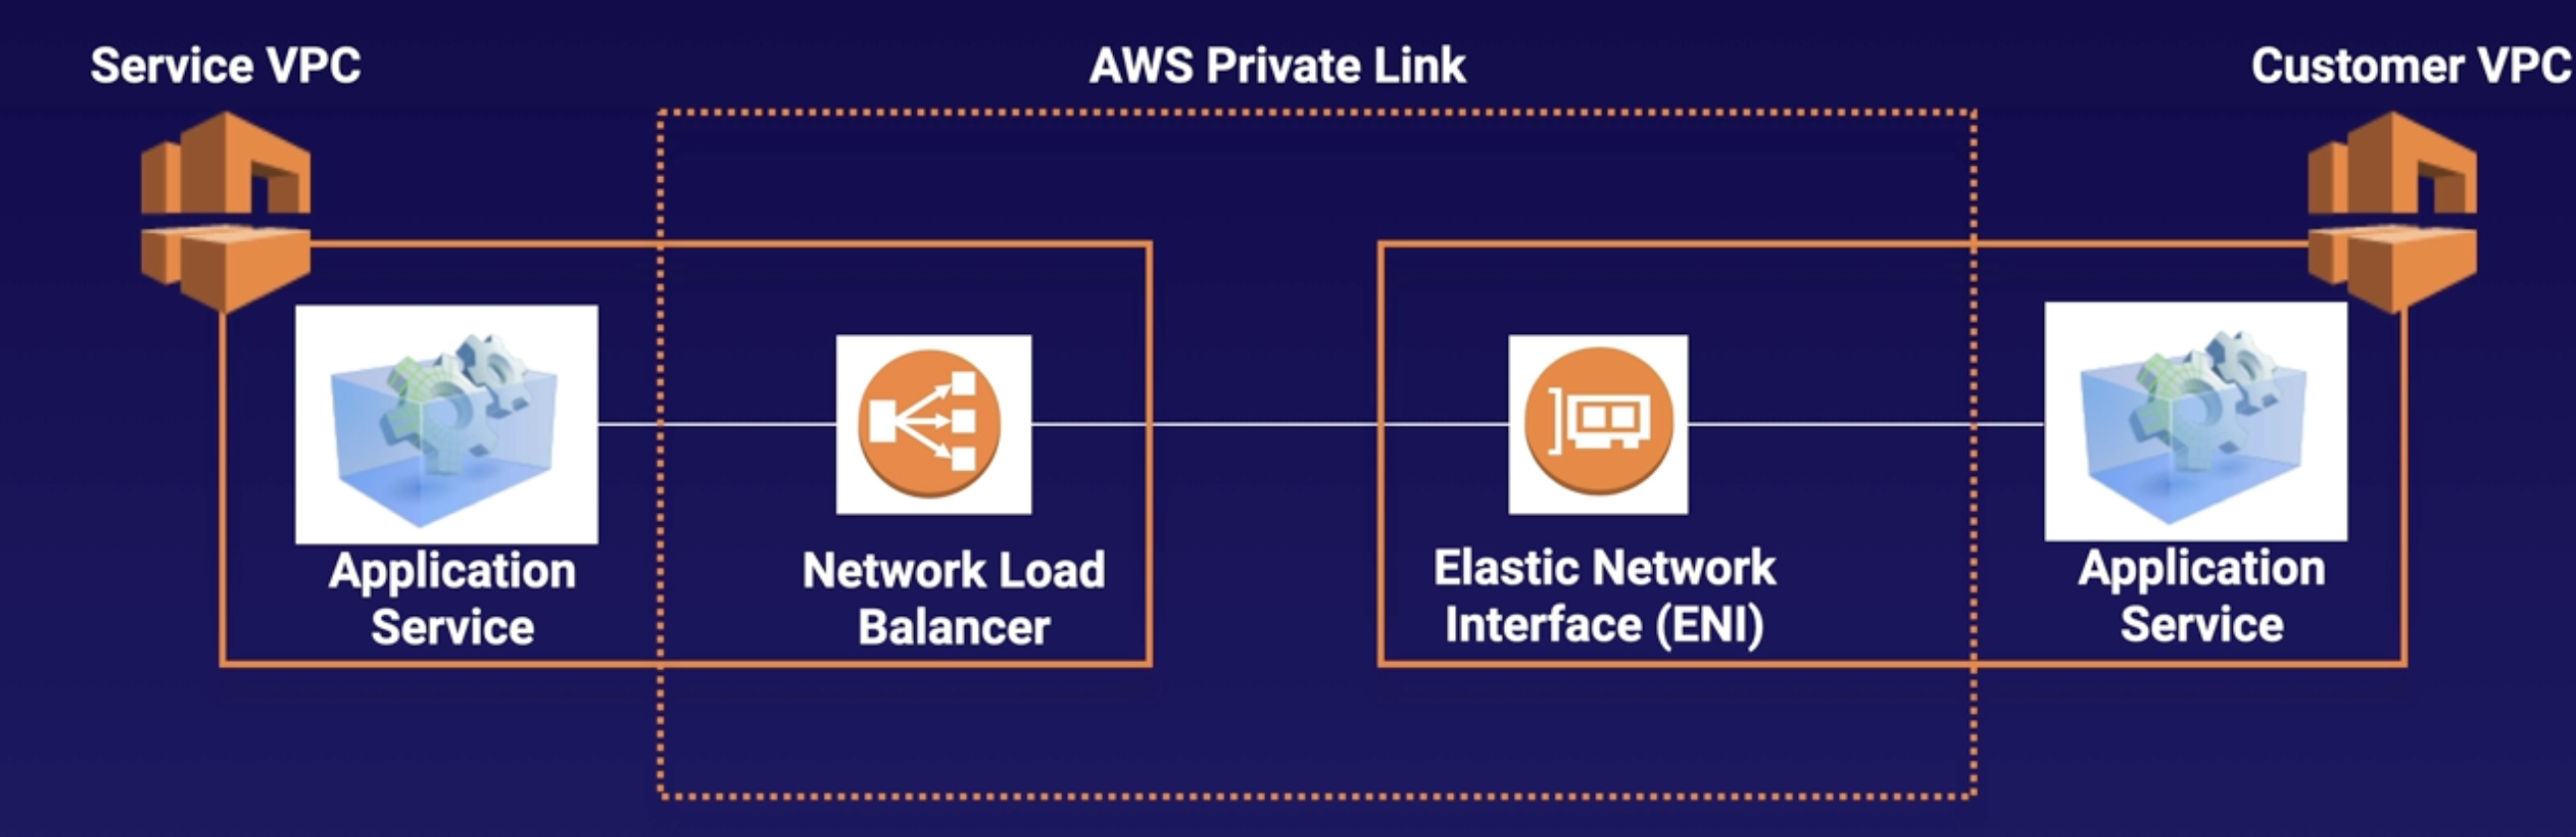 Service VPC
AWS Private Link
Customer VPC
Application
Service
Network Load
Balancer
Elastic Network
Interface (ENI)
Application
Service